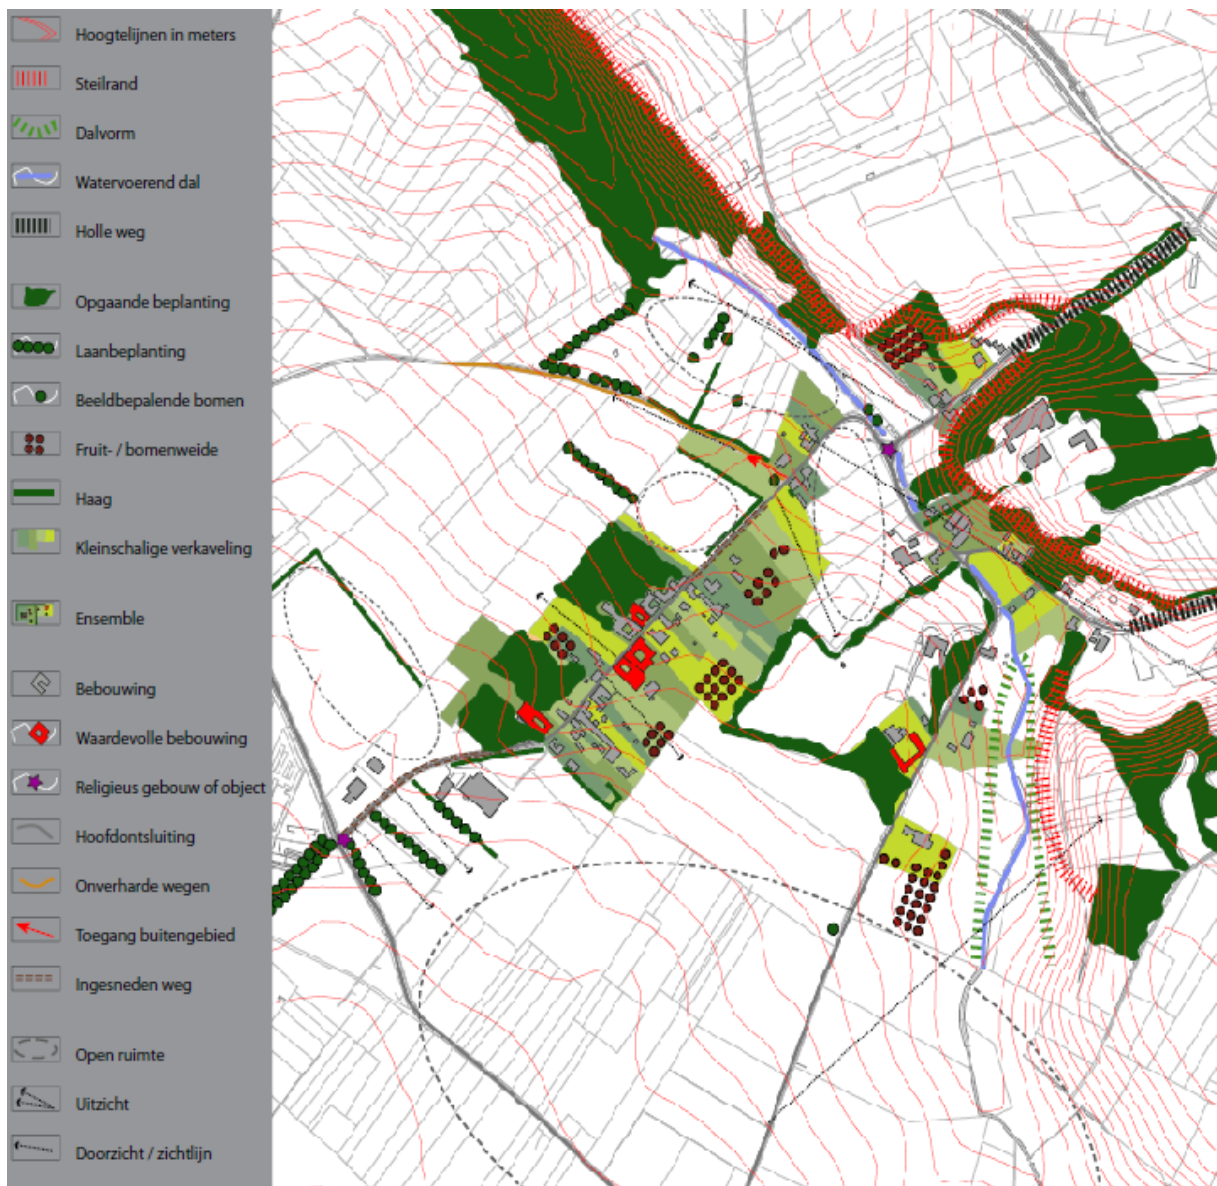 Hoogtelijnen in meters
Steilrand
Dalvorm
Watervoerend dal
Holle weg
Opgaande beplanting
Laanbeplanting
Beeldbepalende bomen
Fruit- / bomenweide
Haag
Kleinschalige verkaveling
Ensemble
Bebouwing
Waardevolle bebouwing
Religieus gebouw of object
Hoofdontsluiting
Onverharde wegen
Toegang buitengebied
Ingesneden weg
Open ruimte
Uitzicht
Doorzicht / zichtlijn